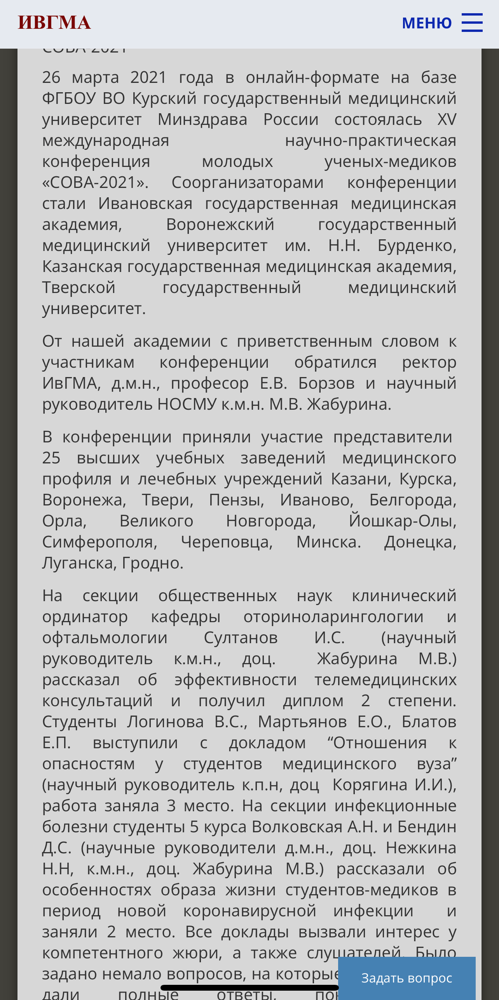 ИВГМА
МЕНЮ
СОВА-2021
26 марта 2021 года в онлайн-формате на базе
ФГБОУ ВО Курский государственный медицинский
университет Минздрава России состоялась XV
международная научно-практическая
конференция молодых ученых-медиков
«СОВА-2021». Соорганизаторами конференции
стали Ивановская государственная медицинская
академия, Воронежский государственный
медицинский университет им. Н.Н. Бурденко,
Казанская государственная медицинская академия,
Тверской государственный медицинский
университет.
От нашей академии с приветственным словом к
участникам конференции обратился ректор
ИвГМА, д.м.н., професор Е.В. Борзов и научный
руководитель НОСМУ к.м.н. М.В. Жабурина.
В конференции приняли участие представители
25 высших учебных заведений медицинского
профиля и лечебных учреждений Казани, Курска,
Воронежа, Твери, Пензы, Иваново, Белгорода,
Орла, Великого Новгорода, Йошкар-Олы,
Симферополя, Череповца, Минска. Донецка,
Луганска, Гродно.
На секции общественных наук клинический
ординатор кафедры оториноларингологии и
офтальмологии Султанов И.С. (научный
руководитель к.м.н., доц. Жабурина М.В.)
рассказал об эффективности телемедицинских
консультаций и получил диплом 2 степени.
Студенты Логинова В.С., Мартьянов Е.О., Блатов
Е.П. выступили с докладом “Отношения к
опасностям у студентов медицинского вуза”
(научный руководитель к.п.н, доц Корягина И.И.),
работа заняла 3 место. На секции инфекционные
болезни студенты 5 курса Волковская А.Н. и Бендин
Д.С. (научные руководители д.м.н., доц. Нежкина
Н.Н, к.м.н., доц. Жабурина М.В.) рассказали об
особенностях образа жизни студентов-медиков в
период новой коронавирусной инфекции и
заняли 2 место. Все доклады вызвали интерес у
компетентного жюри, а также слушателей. Было
задано немало вопросов, на которые
дали полные ответы,
Задать вопрос